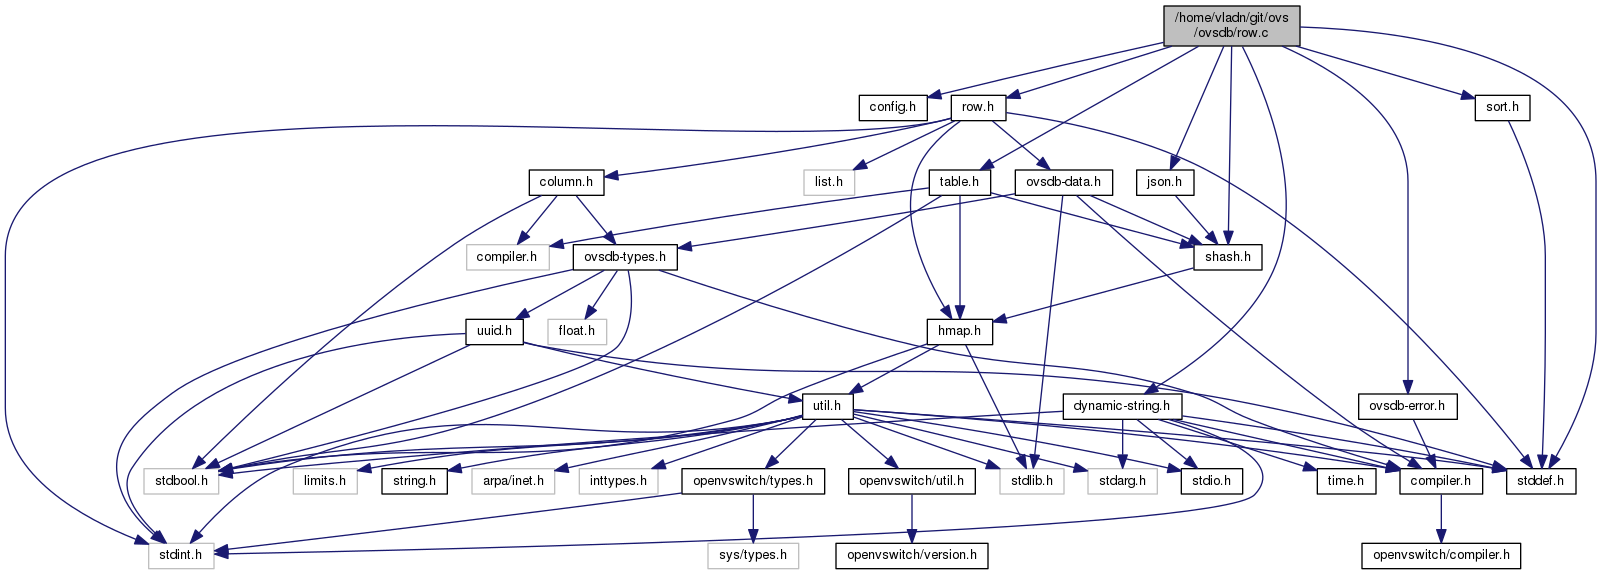 /home/vladn/git/ovs
/ovsdb/row.c
config.h
row.h
sort.h
column.h
list.h
table.h
ovsdb-data.h
json.h
compiler.h
ovsdb-types.h
shash.h
uuid.h
float.h
hmap.h
util.h
dynamic-string.h
ovsdb-error.h
stdbool.h
limits.h
string.h
arpa/inet.h
inttypes.h
openvswitch/types.h
openvswitch/util.h
stdlib.h
stdarg.h
stdio.h
time.h
compiler.h
stddef.h
stdint.h
sys/types.h
openvswitch/version.h
openvswitch/compiler.h